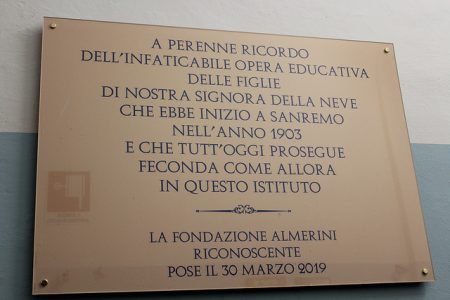 A PERENNE RICORDO
DELL'INFATICABILE OPERA EDUCATIVA
DELLE FIGLIE
DI NOSTRA SIGNORA DELLA NEVE
CHE EBBE INIZIO A SANREMO
NELL'ANNO 1903
E CHE TUTT'OGGI PROSEGUE
FECONDA COME ALLORA
IN QUESTO ISTITUTO
LA FONDAZIONE ALMERINI
RICONOSCENTE
POSE IL 30 MARZO 2019